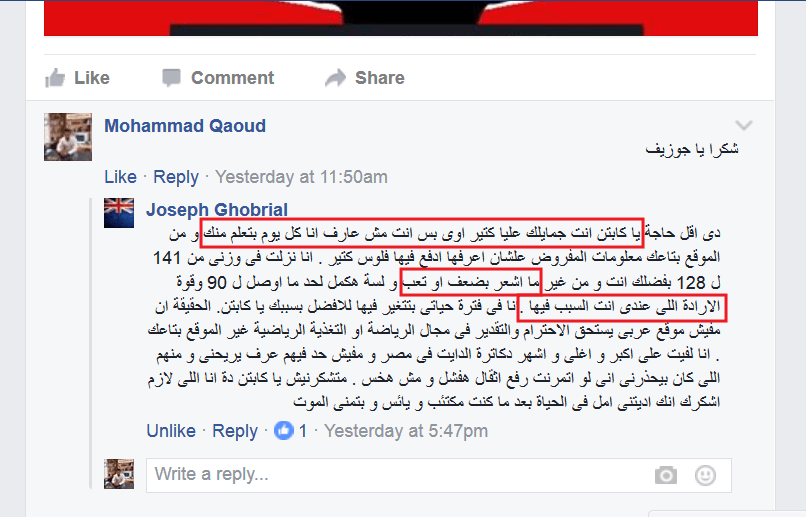 Like Comment Share
Mohammad Qaoud
شكرا يا جوزيف
Like · Reply · Yesterday at 11:50am
Joseph Ghobrial
دى اقل حاجة يا كابتن انت جمايلك عليا كتير اوى بس انت مش عارف انا كل يوم بتعلم منك و من
الموقع بتاعك معلومات المفروض علشان اعرفها ادفع فيها فلوس كتير . انا نزلت فى وزنى من 141
ل 128 بفضلك انت و من غير ما اشعر بضعف او تعب و لسة هكمل لحد ما اوصل ل 90 وقوة
الارادة اللى عندى انت السبب فيها . انا فى فترة حياتى بتتغير فيها للافضل بسببك يا كابتن. الحقيقة ان
مفيش موقع عربى يستحق الاحترام والتقدير فى مجال الرياضة او التغذية الرياضية غير الموقع بتاعك
. انا لفيت على اكبر و اغلى و اشهر دكاترة الدايت فى مصر و مفيش حد فيهم عرف يريحنى و منهم
اللى كان بيحذرنى انى لو اتمرنت رفع اثقال هفشل و مش هخس . متشكرنيش يا كابتن دة انا اللى لازم
اشكرك انك اديتنى امل فى الحياة بعد ما كنت مكتئب و يائس و بتمنى الموت
Unlike · Reply · 1 · Yesterday at 5:47pm
Write a reply...